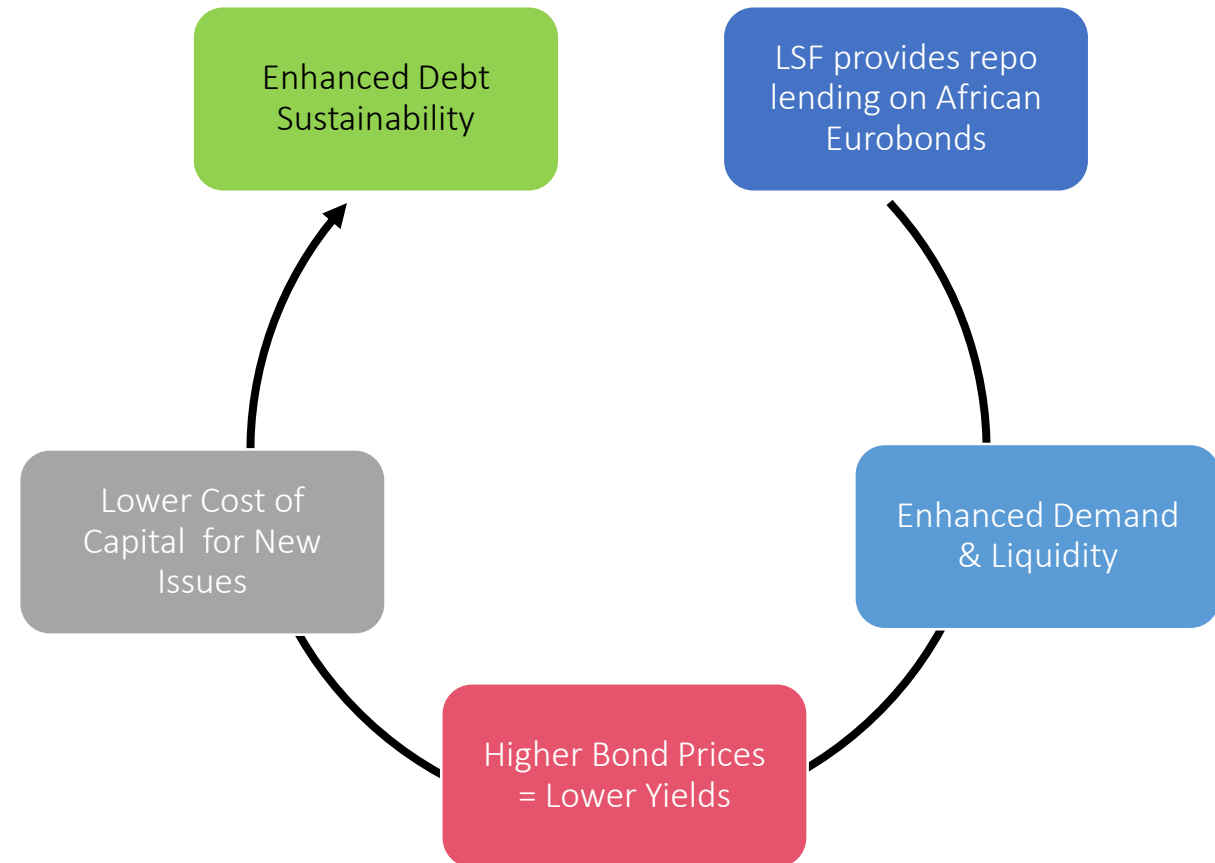 Enhanced Debt
Sustainability
LSF provides repo
lending on African
Eurobonds
Lower Cost of
Capital  for New
Issues
Enhanced Demand
& Liquidity
Higher Bond Prices
= Lower Yields